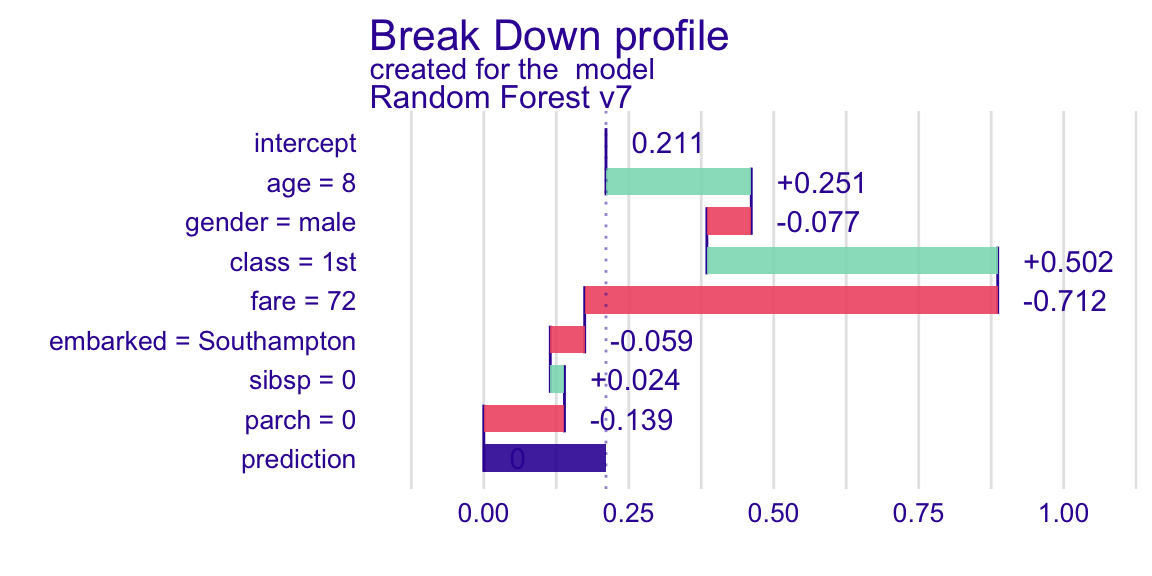 Break Down profile
created for the  model
Random Forest v7
intercept 0.211
age = 8 +0.251
gender = male -0.077
class = 1st +0.502
fare = 72 -0.712
embarked = Southampton -0.059
sibsp = 0 +0.024
parch = 0 -0.139
prediction 0
0.00 0.25 0.50 0.75 1.00